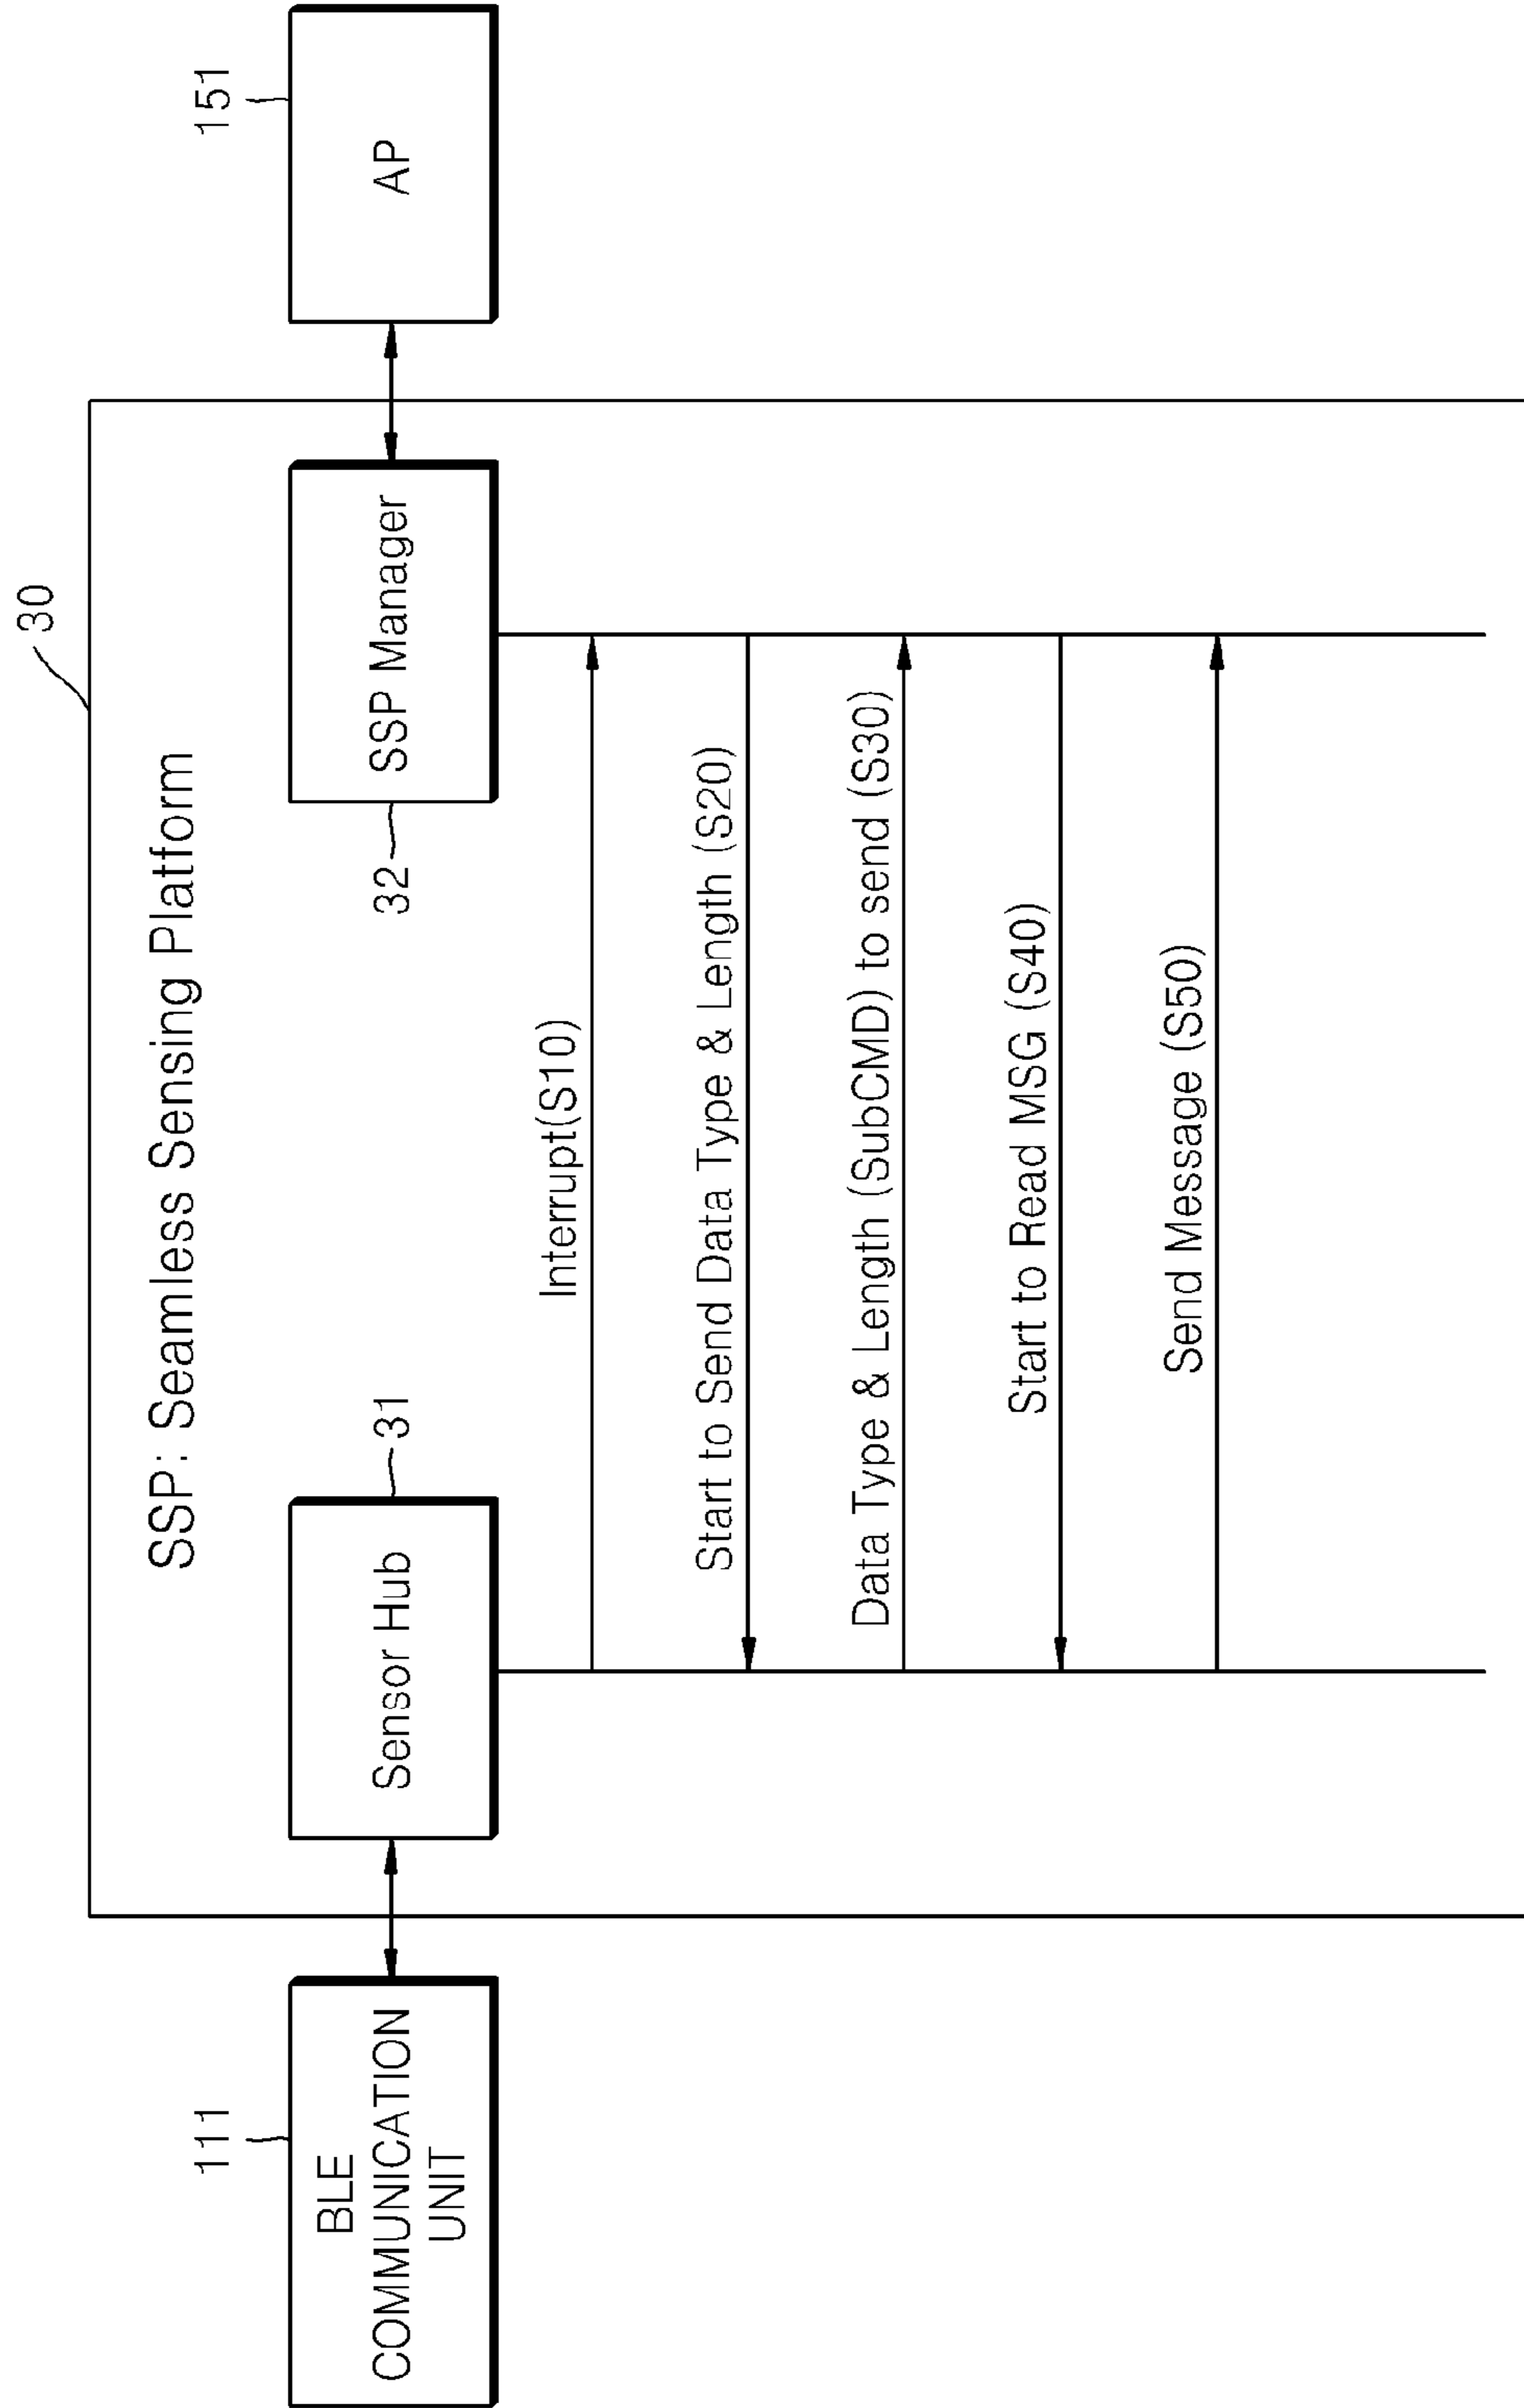 30
SSP: Seamless Sensing Platform
111
151
BLE
COMMUNICATION
UNIT
Sensor Hub
31
32
SSP Manager
AP
Interrupt(S10)
Start to Send Data Type & Length (S20)
Data Type & Length (SubCMD) to send (S30)
Start to Read MSG (S40)
Send Message (S50)